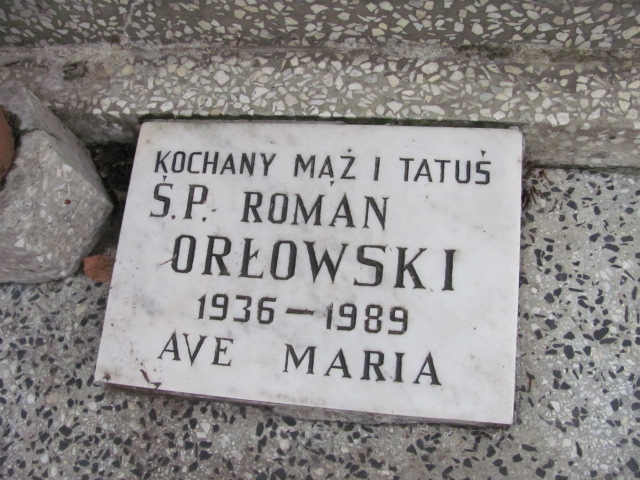 KOCHANY MĄŻ I TATUŚ
Ś.P. ROMAN
ORŁOWSKI
1936 – 1989
AVE MARIA